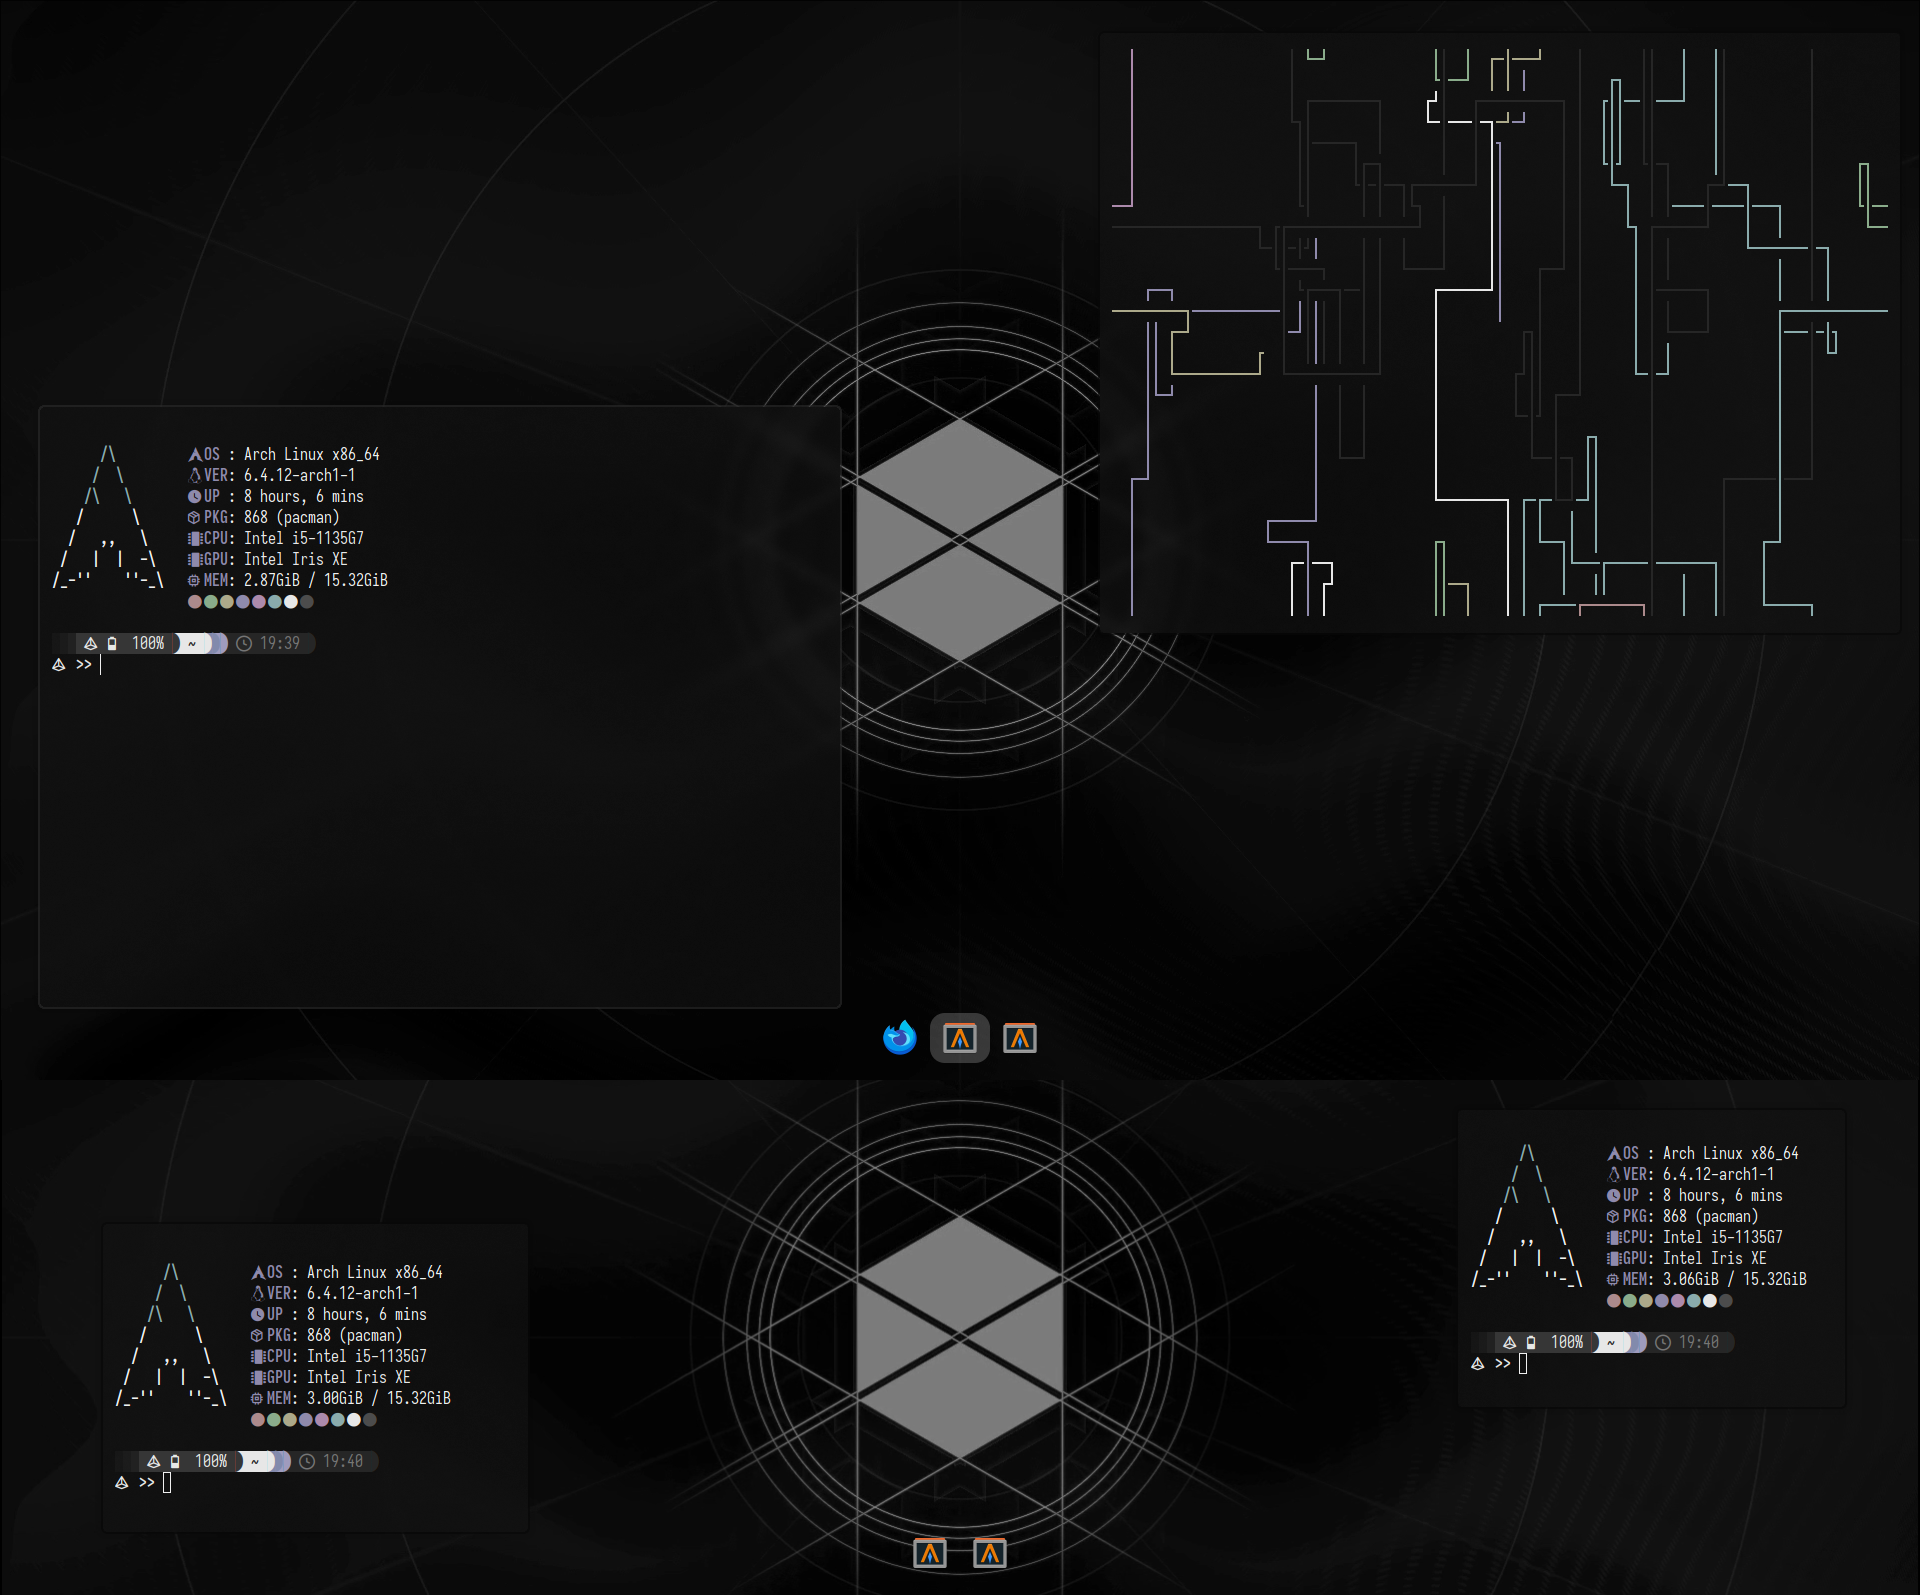 OS : Arch Linux x86_64
VER: 6.4.12-arch1-1
UP : 8 hours, 6 mins
PKG: 868 (pacman)
CPU: Intel i5-1135G7
GPU: Intel Iris XE
MEM: 2.87GiB / 15.32GiB
100% ~ 19:39
>>
OS : Arch Linux x86_64
VER: 6.4.12-arch1-1
UP : 8 hours, 6 mins
PKG: 868 (pacman)
CPU: Intel i5-1135G7
GPU: Intel Iris XE
MEM: 3.06GiB / 15.32GiB
100% ~ 19:40
>>
OS : Arch Linux x86_64
VER: 6.4.12-arch1-1
UP : 8 hours, 6 mins
PKG: 868 (pacman)
CPU: Intel i5-1135G7
GPU: Intel Iris XE
MEM: 3.00GiB / 15.32GiB
100% ~ 19:40
>>